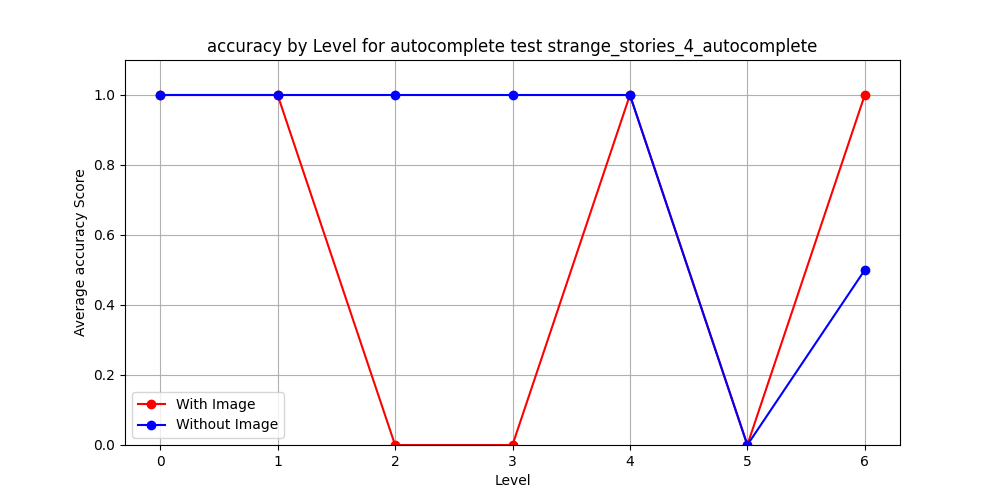 accuracy by Level for autocomplete test strange_stories_4_autocomplete
Average accuracy Score
1.0
0.8
0.6
0.4
0.2
0.0
With Image
Without Image
0 1 2 3 4 5 6
Level